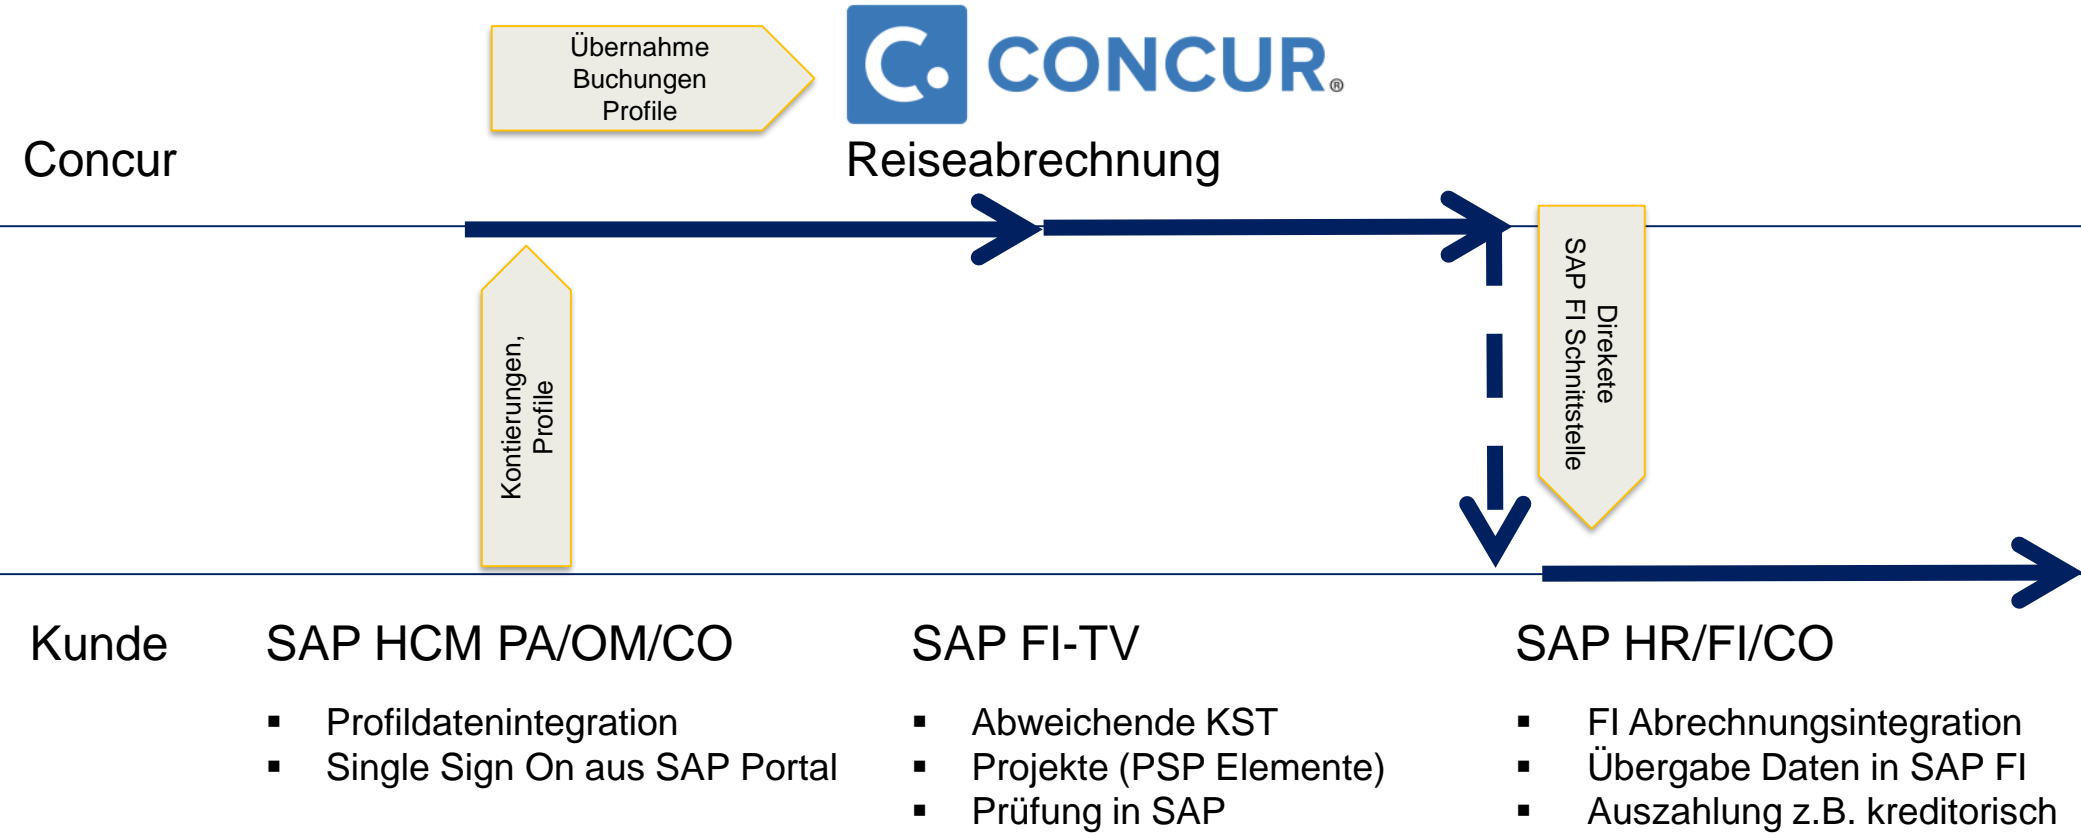 Übernahme
Buchungen
Profile
C. CONCUR®
Concur
Reiseabrechnung
Kontierungen,
Profile
Direkete
SAP FI Schnittstelle
Kunde
SAP HCM PA/OM/CO
▪ Profildatenintegration
▪ Single Sign On aus SAP Portal
SAP FI-TV
▪ Abweichende KST
▪ Projekte (PSP Elemente)
▪ Prüfung in SAP
SAP HR/FI/CO
▪ FI Abrechnungsintegration
▪ Übergabe Daten in SAP FI
▪ Auszahlung z.B. kreditorisch